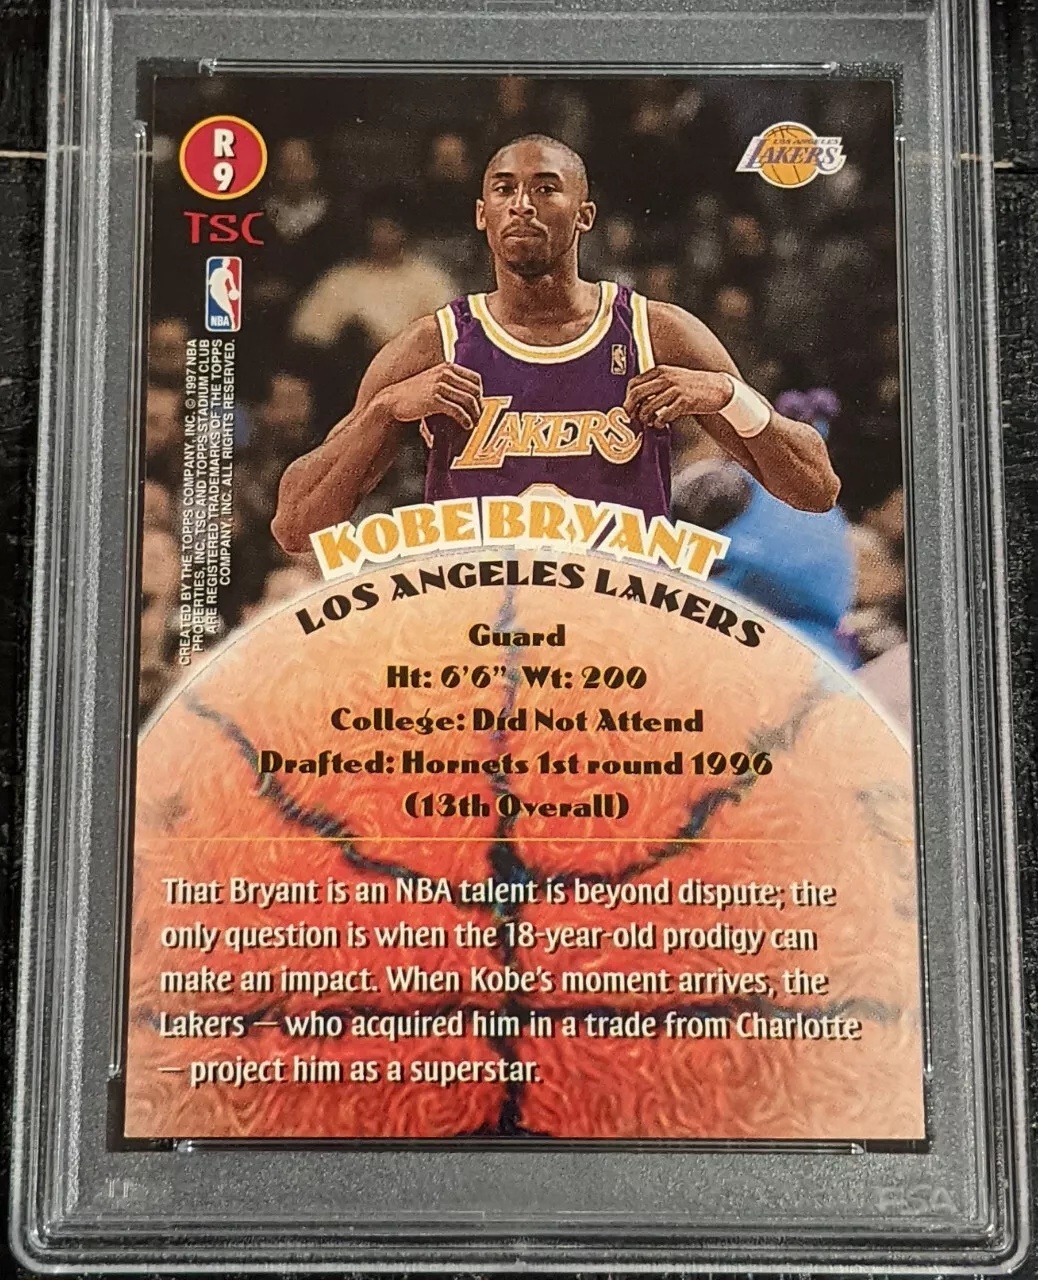 R
9
TSC
NBA
LOS ANGELES
LAKERS
LAKERS
CREATED BY THE TOPPS COMPANY, INC. © 1997 NBA
PROPERTIES, INC. TSC AND TOPPS STADIUM CLUB
ARE REGISTERED TRADEMARKS OF THE TOPPS
COMPANY, INC. ALL RIGHTS RESERVED.
KOBE BRYANT
LOS ANGELES LAKERS
Guard
Ht: 6'6" Wt: 200
College: Did Not Attend
Drafted: Hornets 1st round 1996
(13th Overall)
That Bryant is an NBA talent is beyond dispute; the
only question is when the 18-year-old prodigy can
make an impact. When Kobe's moment arrives, the
Lakers — who acquired him in a trade from Charlotte
— project him as a superstar.
PSA